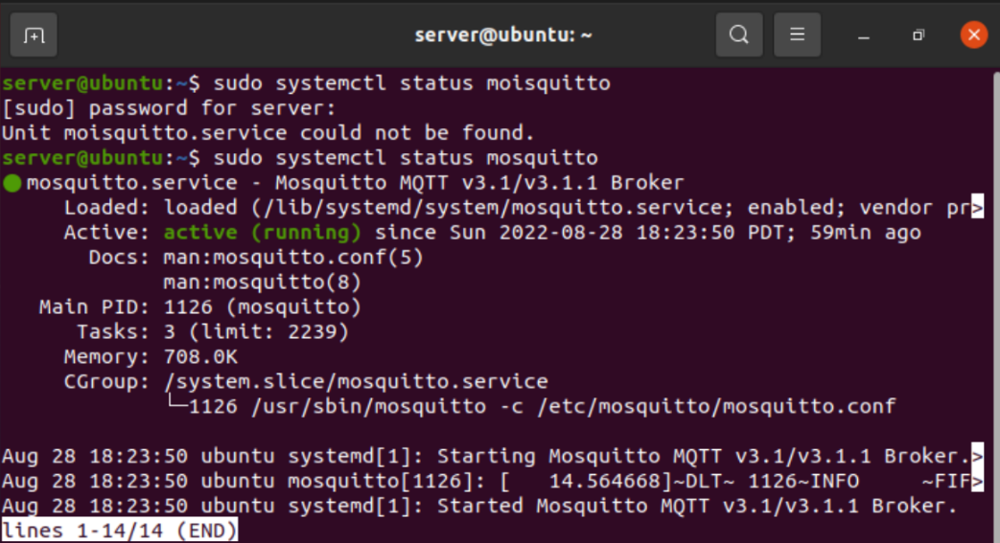 server@ubuntu: ~
server@ubuntu:~$ sudo systemctl status moisquitto
[sudo] password for server:
Unit moisquitto.service could not be found.
server@ubuntu:~$ sudo systemctl status mosquitto
● mosquitto.service - Mosquitto MQTT v3.1/v3.1.1 Broker
     Loaded: loaded (/lib/systemd/system/mosquitto.service; enabled; vendor pr>
     Active: active (running) since Sun 2022-08-28 18:23:50 PDT; 59min ago
       Docs: man:mosquitto.conf(5)
             man:mosquitto(8)
   Main PID: 1126 (mosquitto)
      Tasks: 3 (limit: 2239)
     Memory: 708.0K
     CGroup: /system.slice/mosquitto.service
             └─1126 /usr/sbin/mosquitto -c /etc/mosquitto/mosquitto.conf
Aug 28 18:23:50 ubuntu systemd[1]: Starting Mosquitto MQTT v3.1/v3.1.1 Broker.>
Aug 28 18:23:50 ubuntu mosquitto[1126]: [   14.564668]~DLT~ 1126~INFO     ~FIF>
Aug 28 18:23:50 ubuntu systemd[1]: Started Mosquitto MQTT v3.1/v3.1.1 Broker.
lines 1-14/14 (END)